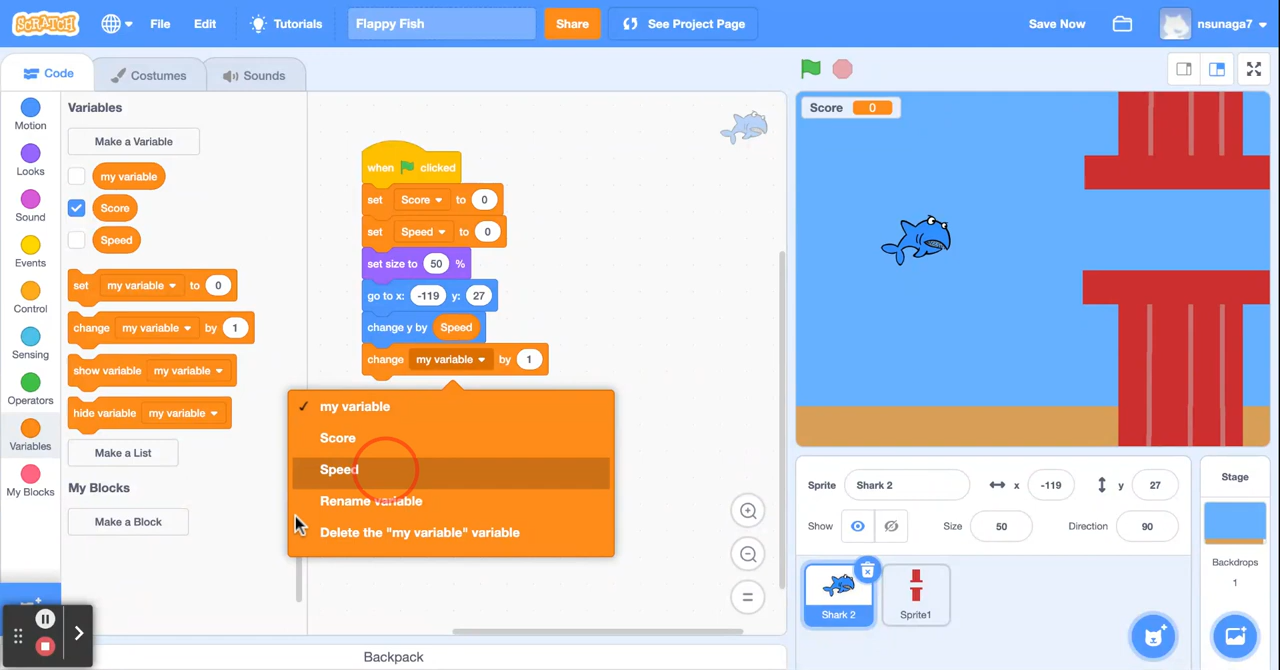 SCRATCH File Edit Tutorials Flappy Fish Share See Project Page Save Now nsunaga7
Code Costumes Sounds
Motion
Looks
Sound
Events
Control
Sensing
Operators
Variables
My Blocks
Variables
Make a Variable
my variable
Score
Speed
set my variable to 0
change my variable by 1
show variable my variable
hide variable my variable
Make a List
My Blocks
Make a Block
when clicked
set Score to 0
set Speed to 0
set size to 50 %
go to x: -119 y: 27
change y by Speed
change my variable by 1
✓ my variable
Score
Speed
Rename variable
Delete the "my variable" variable
Backpack
Score 0
Sprite Shark 2 x -119 y 27
Show Size 50 Direction 90
Shark 2
Sprite1
Stage
Backdrops
1